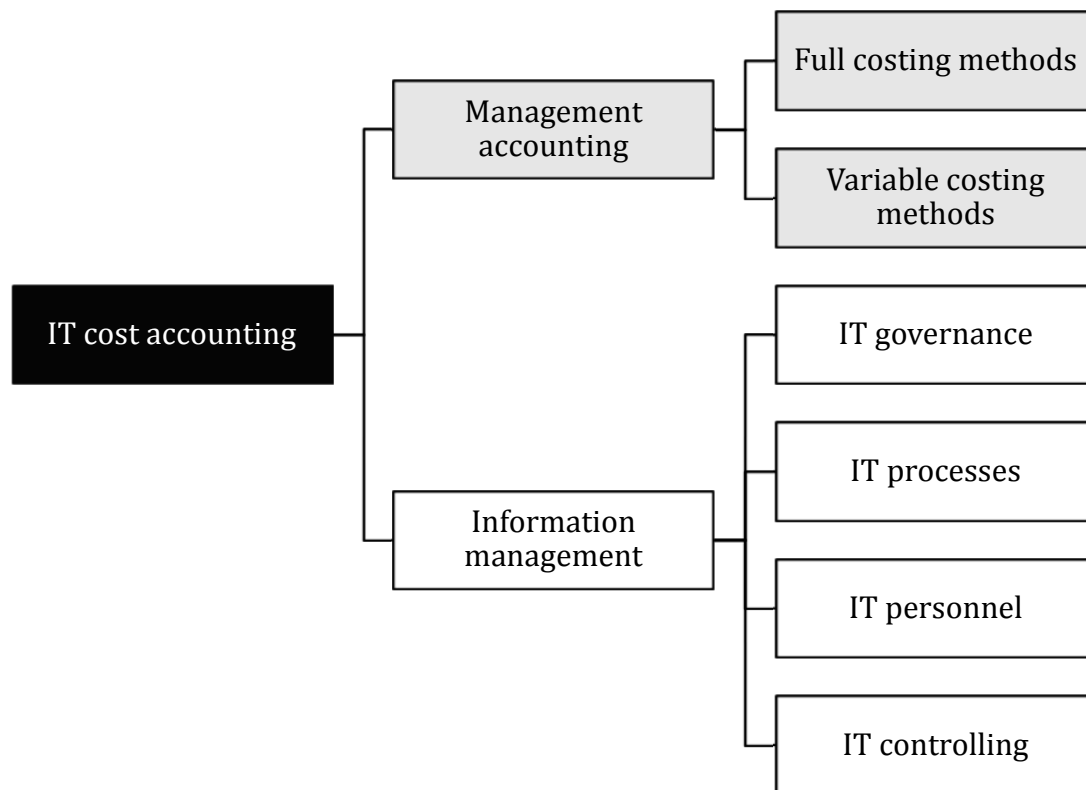 Full costing methods
Management
accounting
Variable costing
methods
IT cost accounting
IT governance
IT processes
Information
management
IT personnel
IT controlling